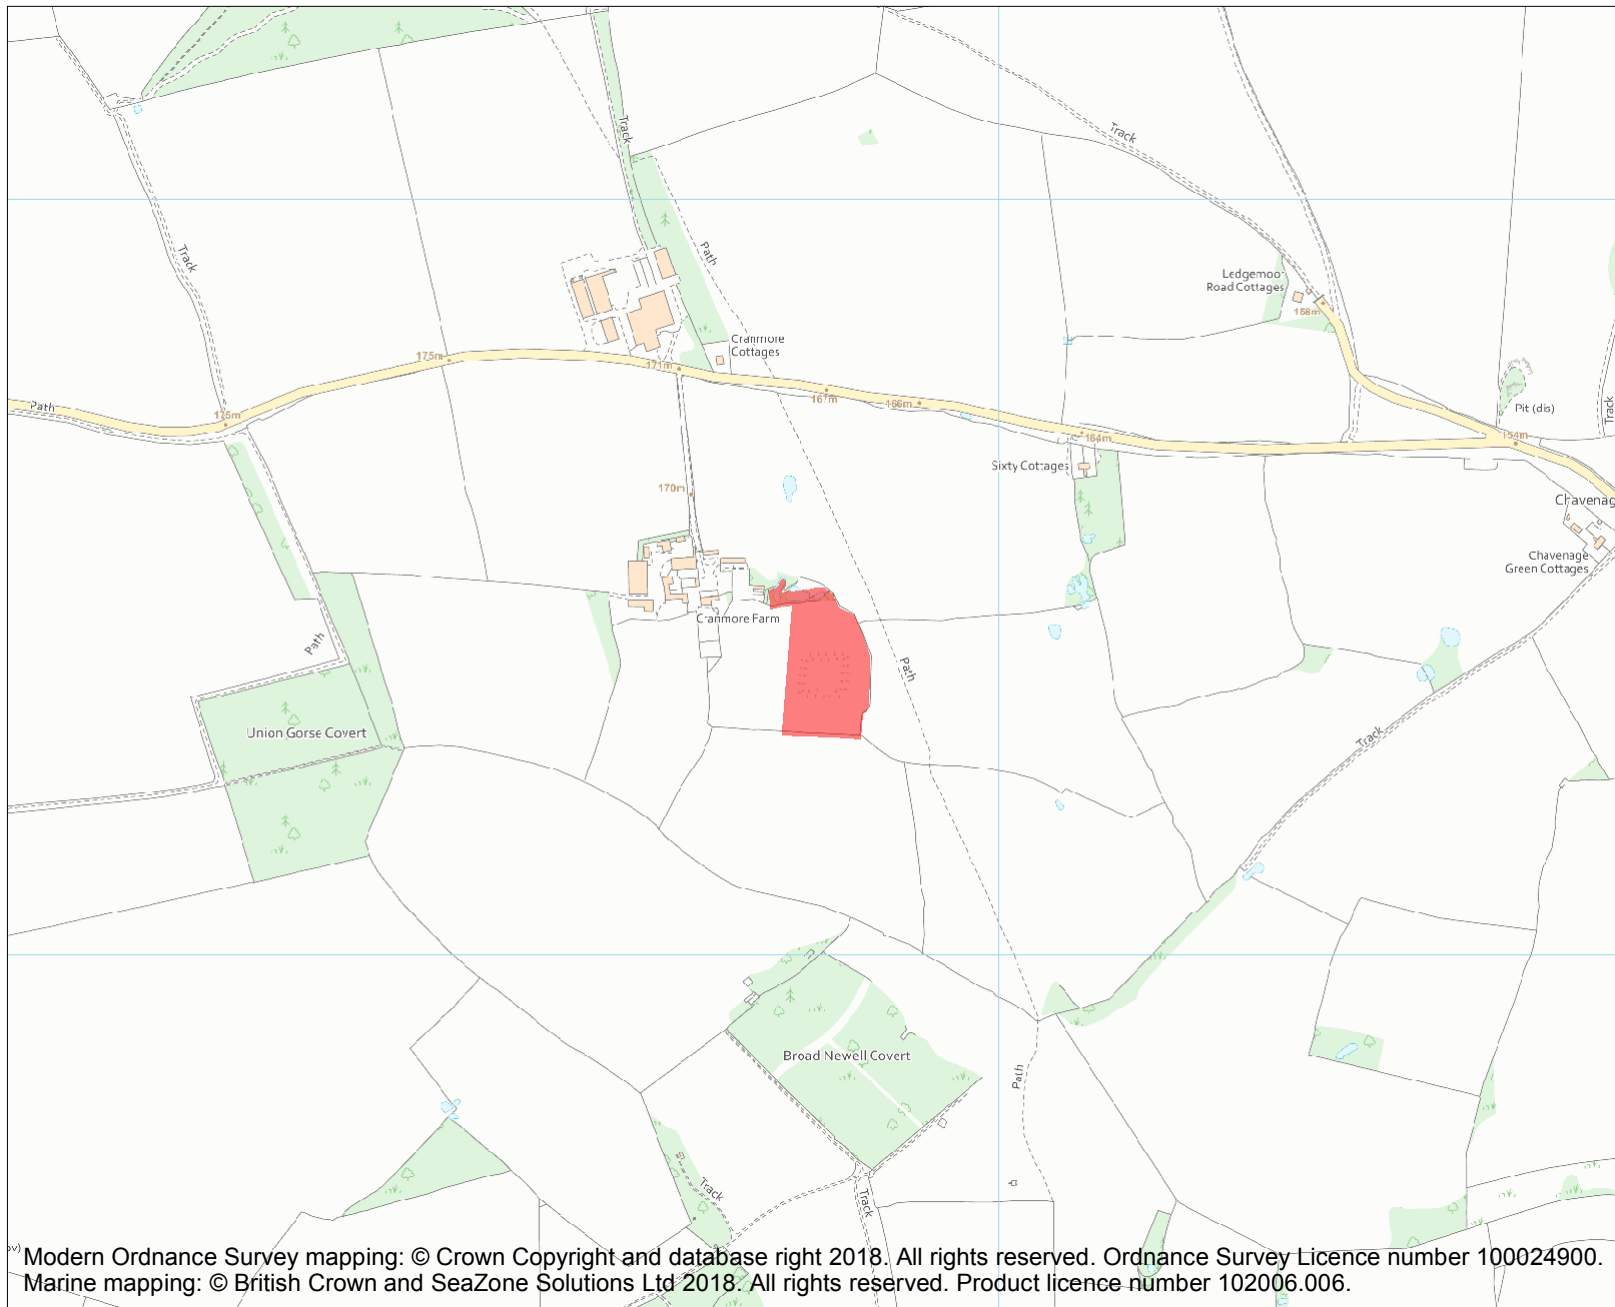 Track
Track
Track
Path
Ledgemoor
Road Cottages
158m
Cranmore
Cottages
175m
171m
Path
175m
167m
166m
164m
Pit (dis)
Track
154m
Sixty Cottages
170m
Chavenag
Chavenage
Green Cottages
Cranmore Farm
Path
Path
Union Gorse Covert
Track
Broad Newell Covert
Path
Track
Track
ov)
Modern Ordnance Survey mapping: © Crown Copyright and database right 2018. All rights reserved. Ordnance Survey Licence number 100024900.
Marine mapping: © British Crown and SeaZone Solutions Ltd 2018. All rights reserved. Product licence number 102006.006.